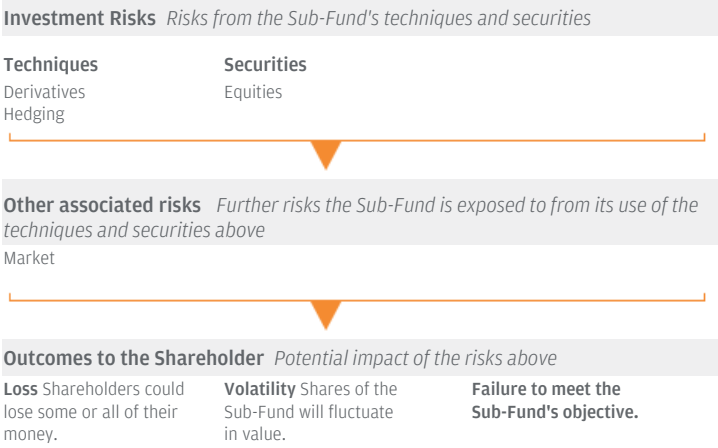 Investment Risks Risks from the Sub-Fund's techniques and securities
Techniques
Derivatives
Hedging
Securities
Equities
Other associated risks Further risks the Sub-Fund is exposed to from its use of the
techniques and securities above
Market
Outcomes to the Shareholder Potential impact of the risks above
Loss Shareholders could
lose some or all of their
money.
Volatility Shares of the
Sub-Fund will fluctuate
in value.
Failure to meet the
Sub-Fund's objective.